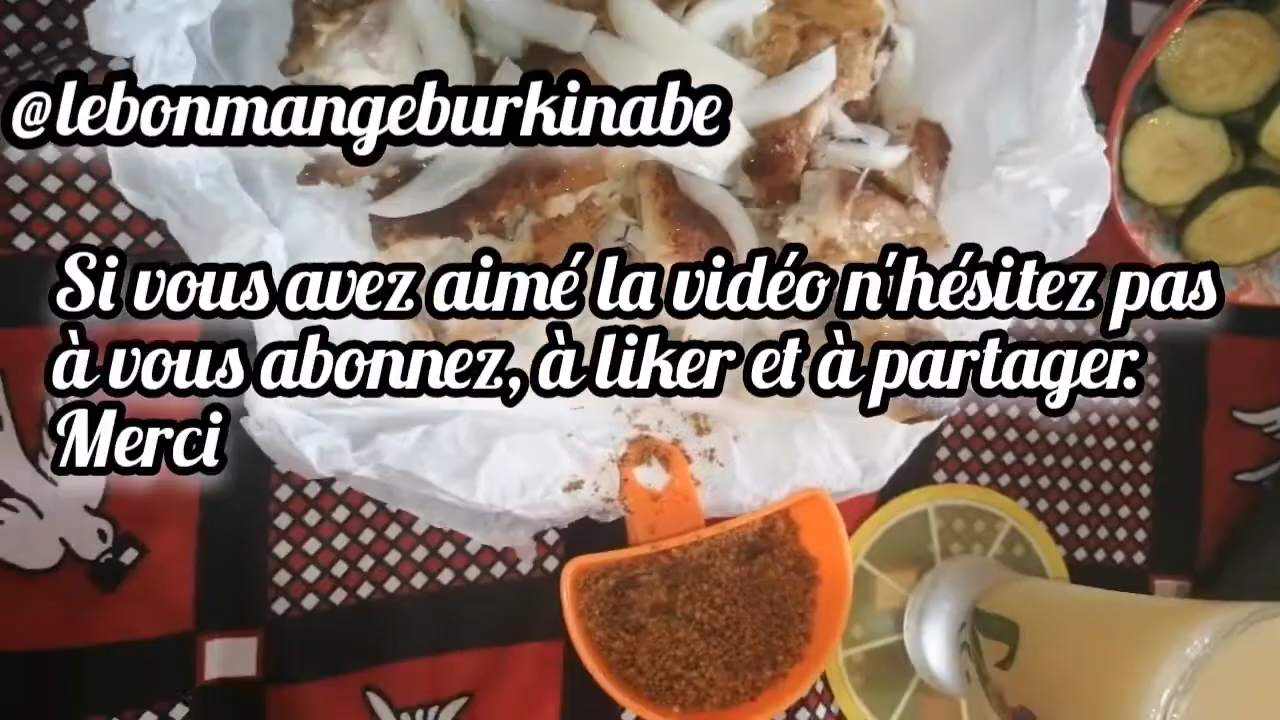 @lebonmangeburkinabe
Si vous avez aimé la vidéo n'hésitez pas
à vous abonnez, à liker et à partager.
Merci